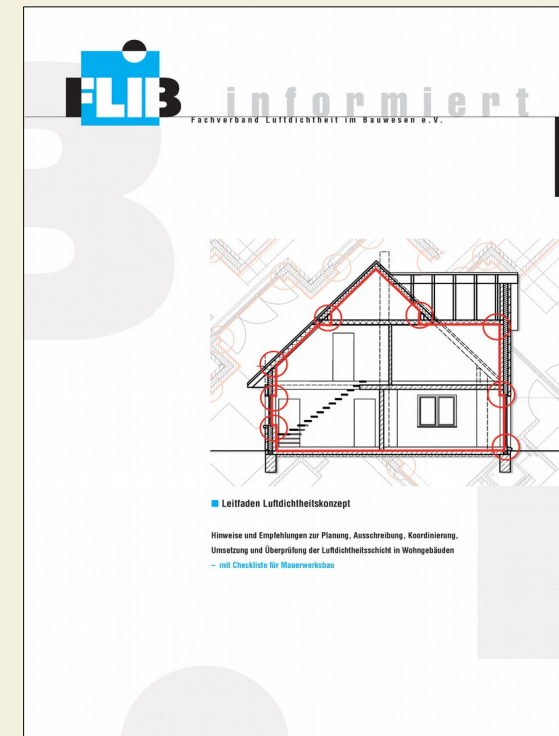 FLiB
informiert
Fachverband Luftdichtheit im Bauwesen e.V.
Leitfaden Luftdichtheitskonzept
Hinweise und Empfehlungen zur Planung, Ausschreibung, Koordinierung,
Umsetzung und Überprüfung der Luftdichtheitsschicht in Wohngebäuden
– mit Checkliste für Mauerwerksbau